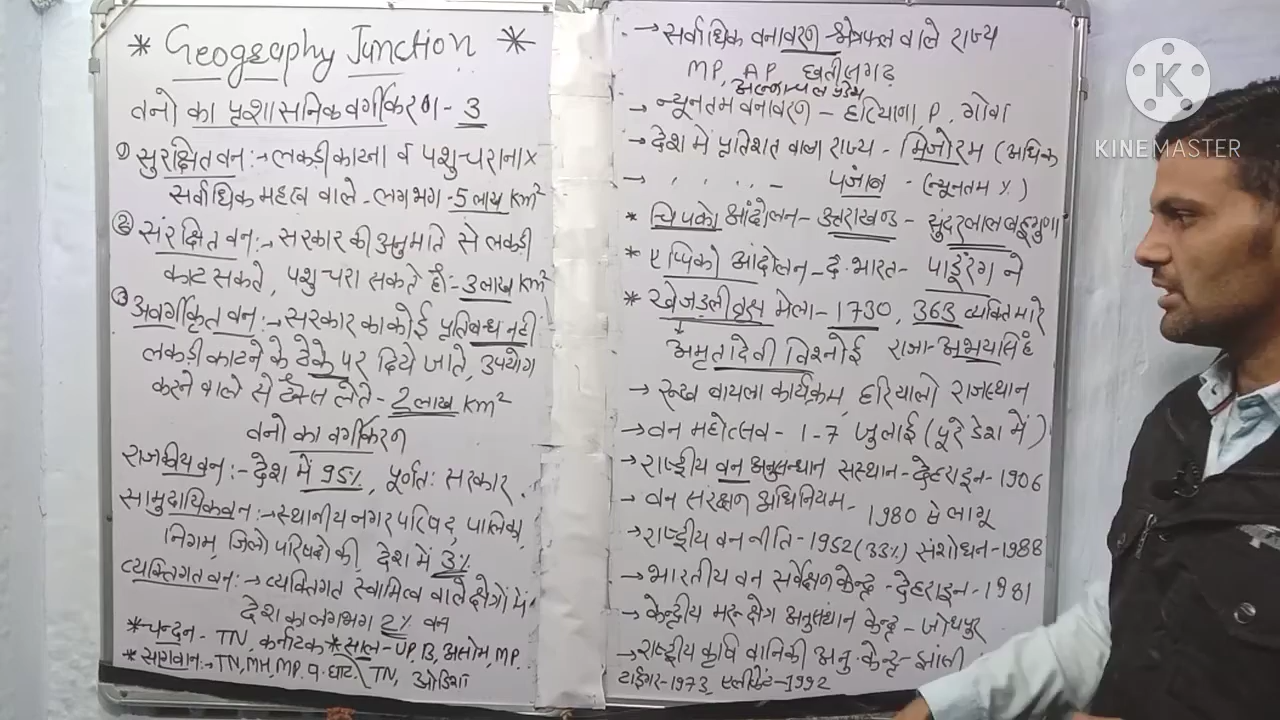 * Geography Junction *
वनो का प्रशासनिक वर्गीकरण - 3
① सुरक्षित वन :- लकड़ी काटना व पशुचराना X
सर्वाधिक महत्व वाले - लगभग - 5 लाख km²
② संरक्षित वन :- सरकार की अनुमति से लकड़ी
काट सकते, पशुचरा सकते है :- 3 लाख km²
③ अवर्गीकृत वन :- सरकार का कोई प्रतिबन्ध नही
लकड़ी काटने के ठेके पर दिये जाते, उपयोग
करने वाले से टैक्स लेते - 2 लाख km²
वनो का वर्गीकरण
राजकीय वन :- देश में 95%, पूर्णतः सरकार .
सामुदायिक वन :→ स्थानीय नगर परिषद, पालिका,
निगम, जिला परिषदो की देश में 3%
व्यक्तिगत वन :→ व्यक्तिगत स्वामित्व वाले क्षेत्रों में
देश का लगभग 2% वन
* चन्दन - TN, कर्नाटक * साल - UP, B, असोम, MP.
* सागवान :- TN, MH, MP, प. घाट TN, ओडिशा
→ सर्वाधिक वनावरण क्षेत्रफल वाले राज्य
MP, AP, छतीसगढ़
अरुणाचल प्रदेश
→ न्यूनतम वनावरण - हरियाणा P, गोवा
→ देश में प्रतिशत वाला राज्य - मिजोरम (अधिक
→ " " " - पंजाब - (न्यूनतम %)
* चिपको आंदोलन - उत्तराखण्ड - सुंदरलाल बहुगुणा
* एप्पिको आंदोलन - द. भारत - पांडुरंग ने
* खेजड़ली वृक्ष मेला - 1730, 363 व्यक्ति मारे
अमृतादेवी विश्नोई राजा - अभयसिंह
→ रुख वायला कार्यक्रम, हरियालो राजस्थान
→ वन महोत्सव - 1-7 जुलाई (पूरे देश में)
→ राष्ट्रीय वन अनुसन्धान संस्थान - देहरादून - 1906
→ वन संरक्षण अधिनियम - 1980 से लागू
→ राष्ट्रीय वन नीति - 1952 (33%) संशोधन - 1988
→ भारतीय वन सर्वेक्षण केन्द्र - देहरादून - 1981
→ केन्द्रीय मरु क्षेत्र अनुसंधान केन्द्र - जोधपुर
→ राष्ट्रीय कृषि वानिकी अनु. केन्द्र - झांसी
टाईगर - 1973, एलीफेंट - 1992
K
KINEMASTER